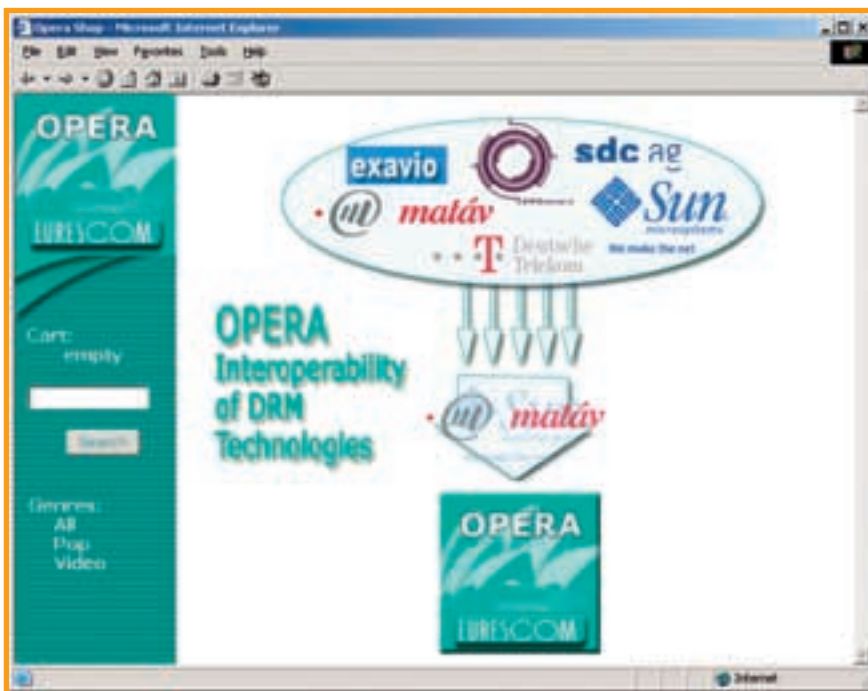 Opera Shop - Microsoft Internet Explorer
File Edit View Favorites Tools Help
OPERA
EURESCOM
Cart:
empty
Search
Genres:
All
Pop
Video
exavio
sdc ag
matáv
Sun
microsystems
We make the net
T Deutsche
Telekom
OPERA
Interoperability
of DRM
Technologies
matáv
OPERA
EURESCOM
Internet